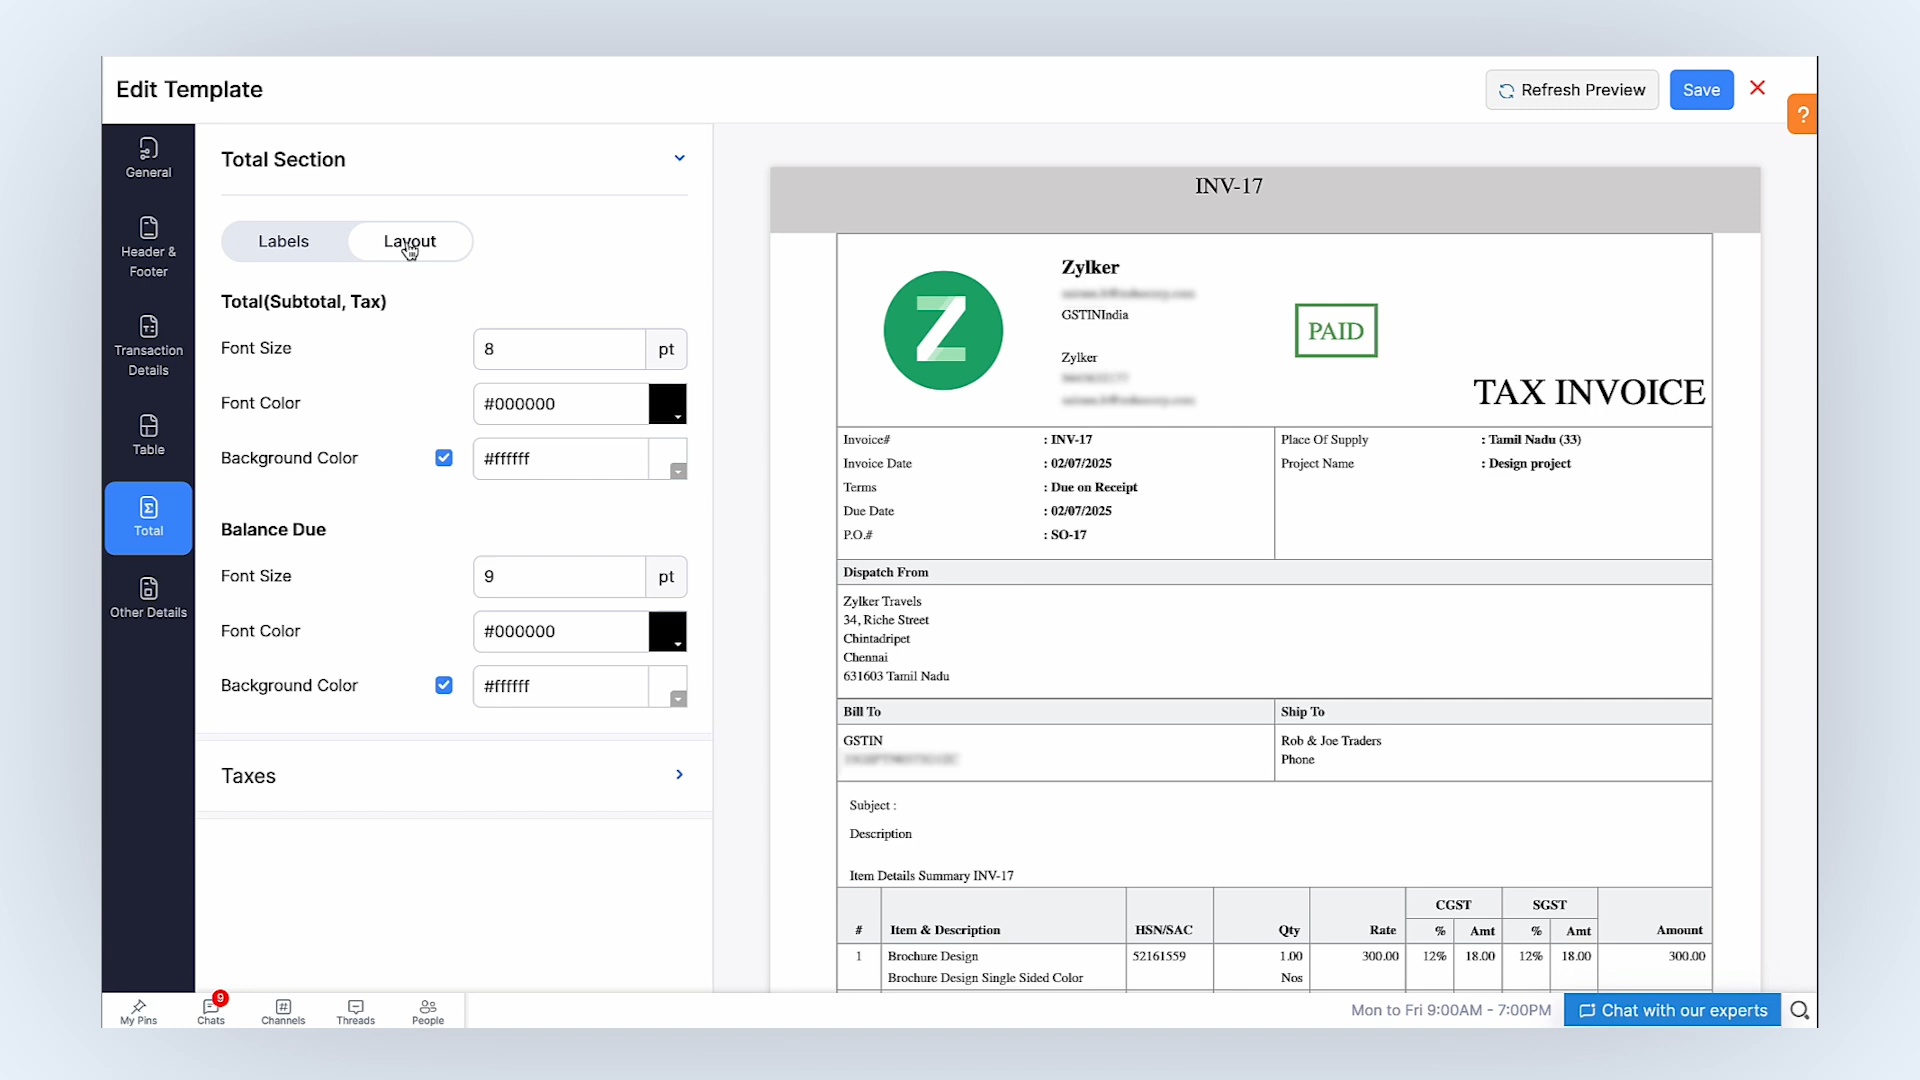 Edit Template
Refresh Preview
Save
?
General
Header &
Footer
Transaction
Details
Table
Total
Other Details
Total Section
Labels
Layout
Total(Subtotal, Tax)
Font Size
8 pt
Font Color
#000000
Background Color
#ffffff
Balance Due
Font Size
9 pt
Font Color
#000000
Background Color
#ffffff
Taxes
INV-17
Z
Zylker
GSTINIndia
Zylker
PAID
TAX INVOICE
Invoice# : INV-17
Invoice Date : 02/07/2025
Terms : Due on Receipt
Due Date : 02/07/2025
P.O.# : SO-17
Place Of Supply : Tamil Nadu (33)
Project Name : Design project
Dispatch From
Zylker Travels
34, Riche Street
Chintadripet
Chennai
631603 Tamil Nadu
Bill To
GSTIN
Ship To
Rob & Joe Traders
Phone
Subject :
Description
Item Details Summary INV-17
CGST SGST
# Item & Description HSN/SAC Qty Rate % Amt % Amt Amount
1 Brochure Design 52161559 1.00 300.00 12% 18.00 12% 18.00 300.00
Brochure Design Single Sided Color Nos
My Pins
9
Chats
Channels
Threads
People
Mon to Fri 9:00AM - 7:00PM
Chat with our experts